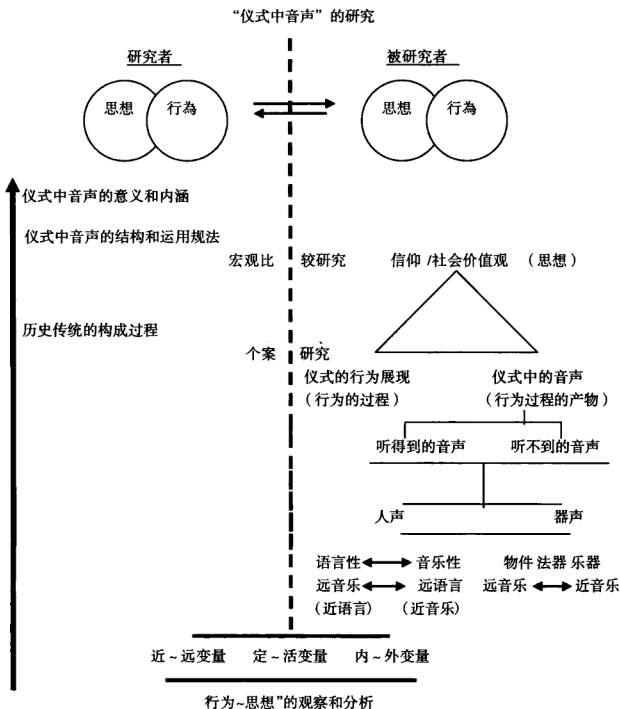 “仪式中音声”的研究
研究者 被研究者
思想 行為 思想 行為
仪式中音声的意义和内涵
仪式中音声的结构和运用规法
宏观比 较研究 信仰 /社会价值观 （思想）
历史传统的构成过程
个案 研究
仪式的行为展现 仪式中的音声
（行为的过程） （行为过程的产物）
听得到的音声 听不到的音声
人声 器声
语言性 音乐性 物件 法器 乐器
远音乐 远语言 远音乐 近音乐
（近语言） （近音乐）
近～远变量 定～活变量 内～外变量
行为~思想”的观察和分析